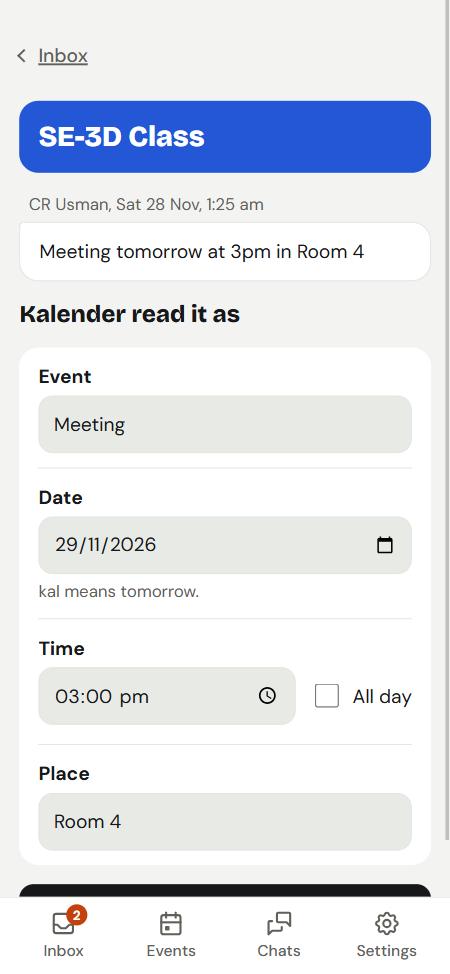 Inbox
SE-3D Class
CR Usman, Sat 28 Nov, 1:25 am
Meeting tomorrow at 3pm in Room 4
Kalender read it as
Event
Meeting
Date
29/11/2026
kal means tomorrow.
Time
03:00 pm
All day
Place
Room 4
2
Inbox
Events
Chats
Settings